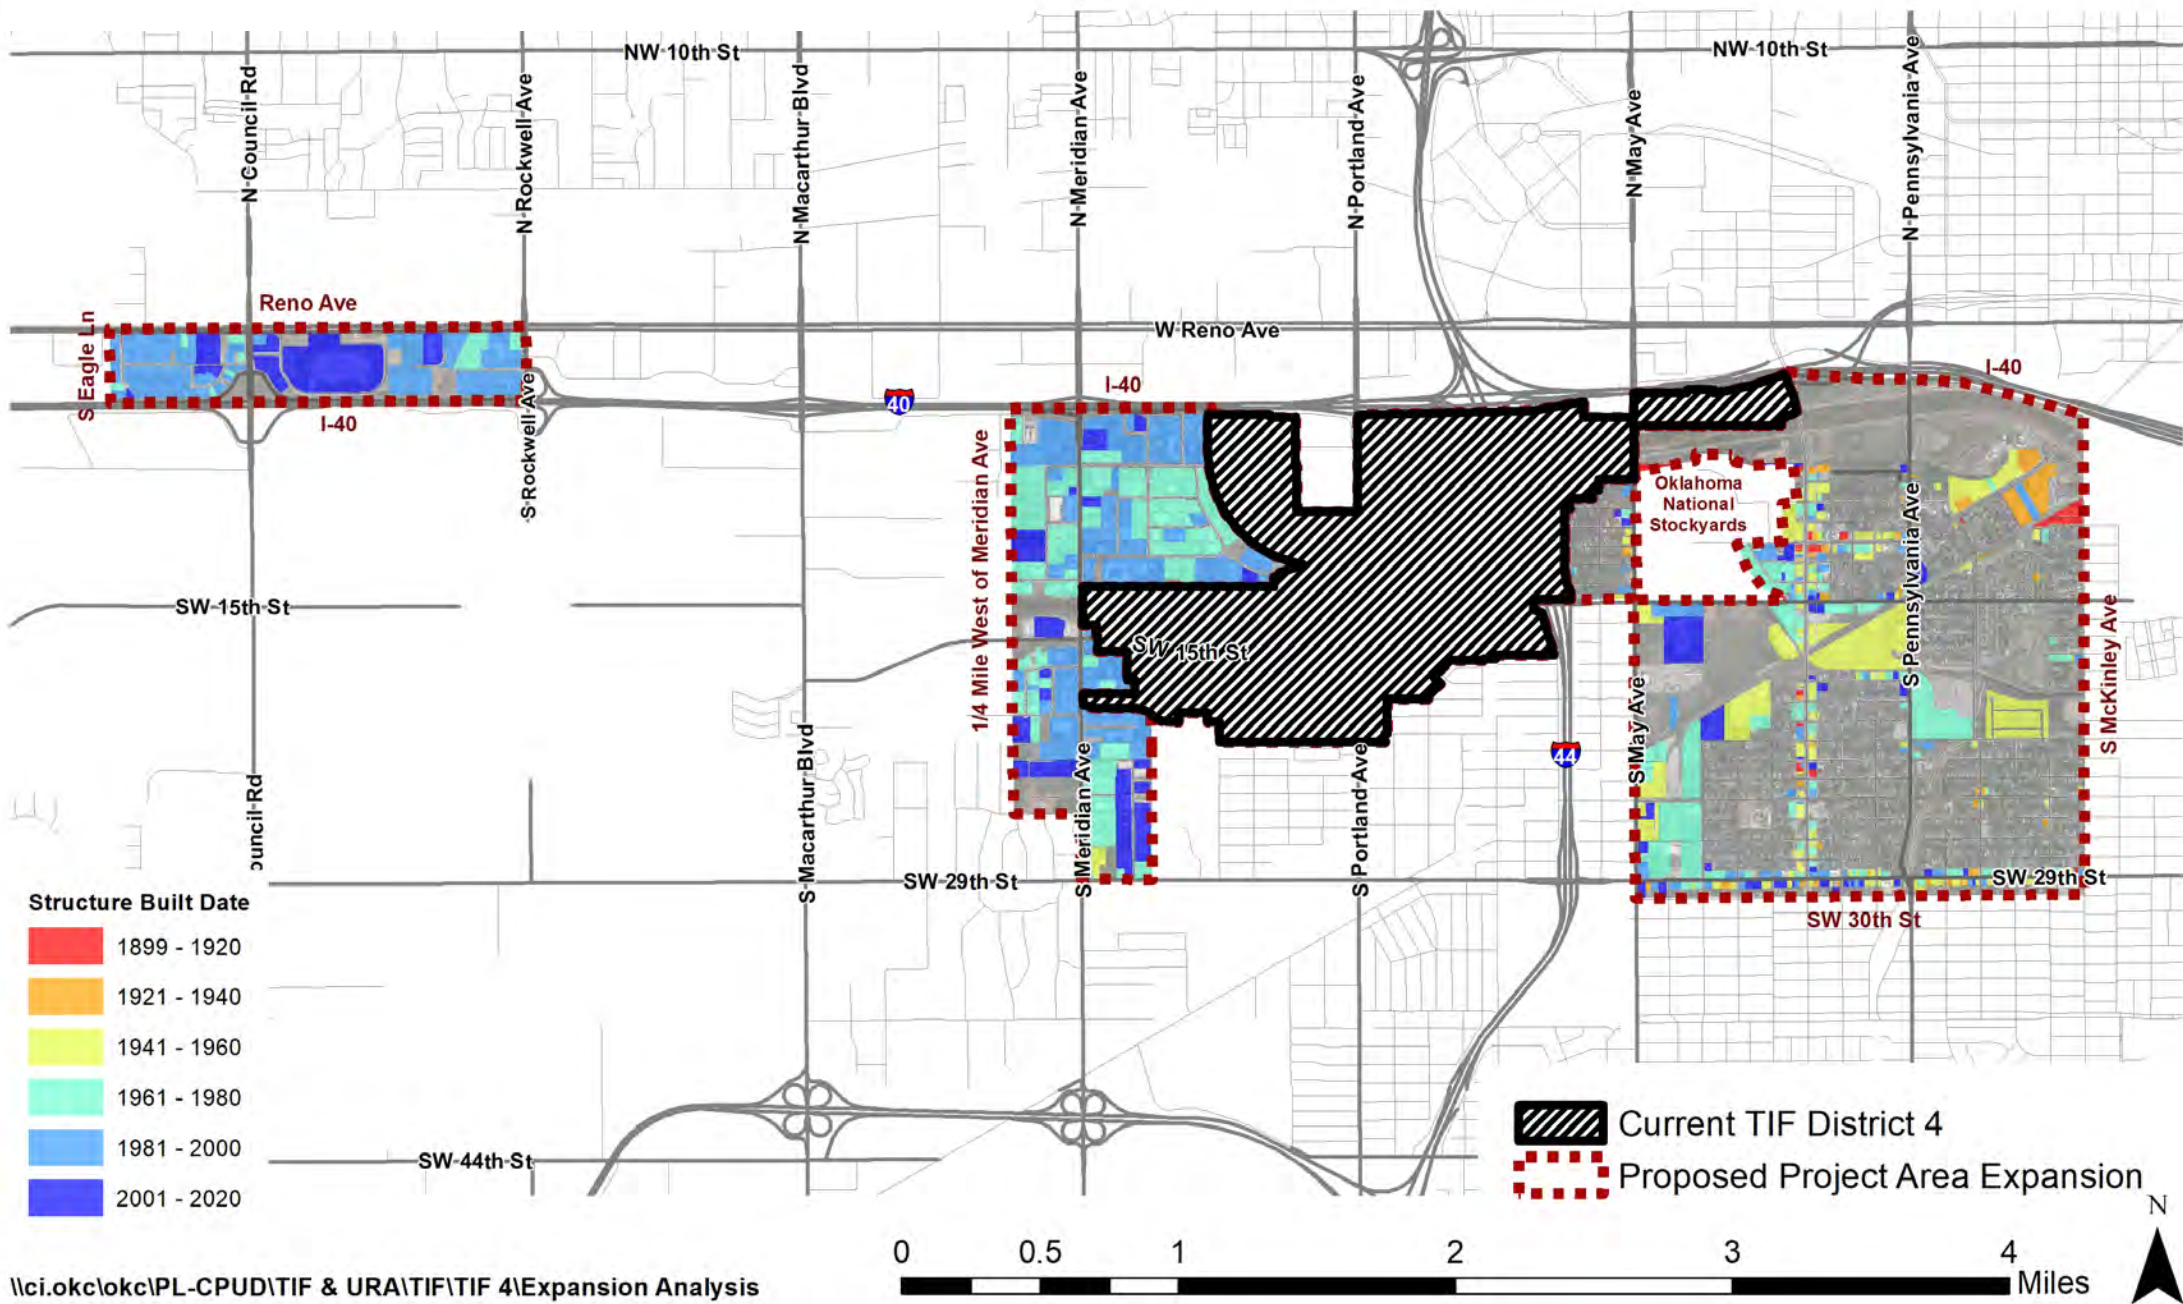 NW 10th St
NW 10th St
N Council Rd
N Rockwell Ave
N Macarthur Blvd
N Meridian Ave
N Portland Ave
N May Ave
N Pennsylvania Ave
Reno Ave
W Reno Ave
S Eagle Ln
I-40
I-40
I-40
40
S Rockwell Ave
1/4 Mile West of Meridian Ave
Oklahoma
National
Stockyards
SW 15th St
SW 15th St
S Pennsylvania Ave
S McKinley Ave
S May Ave
44
S Macarthur Blvd
S Meridian Ave
S Portland Ave
ouncil Rd
SW 29th St
SW 29th St
SW 30th St
SW 44th St
Structure Built Date
1899 - 1920
1921 - 1940
1941 - 1960
1961 - 1980
1981 - 2000
2001 - 2020
Current TIF District 4
Proposed Project Area Expansion
N
0 0.5 1 2 3 4
Miles
\\ci.okc\okc\PL-CPUD\TIF & URA\TIF\TIF 4\Expansion Analysis